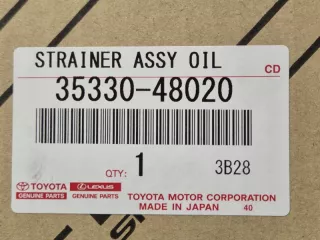 STRAINER ASSY OIL
CD
35330-48020
QTY: 1 3B28
TOYOTA LEXUS
GENUINE PARTS GENUINE PARTS
TOYOTA MOTOR CORPORATION
MADE IN JAPAN 40